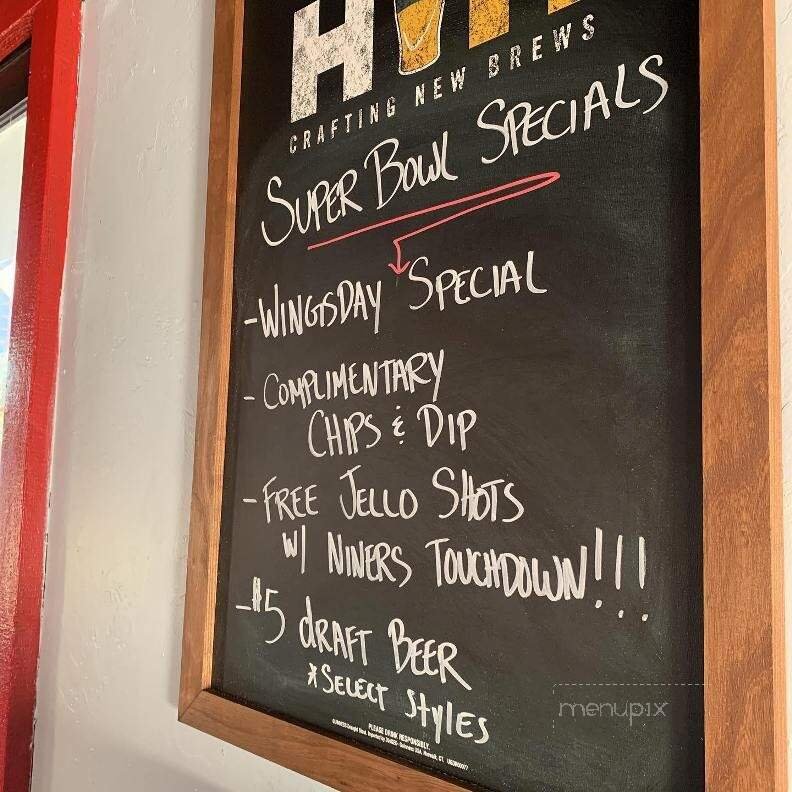 CRAFTING NEW BREWS
SUPER BOWL SPECIALS
- WINGSDAY SPECIAL
- COMPLIMENTARY
CHIPS & DIP
- FREE JELLO SHOTS
W/ NINERS TOUCHDOWN!!!
- #5 DRAFT BEER
*SELECT STYLES
PLEASE DRINK RESPONSIBLY.
menupix